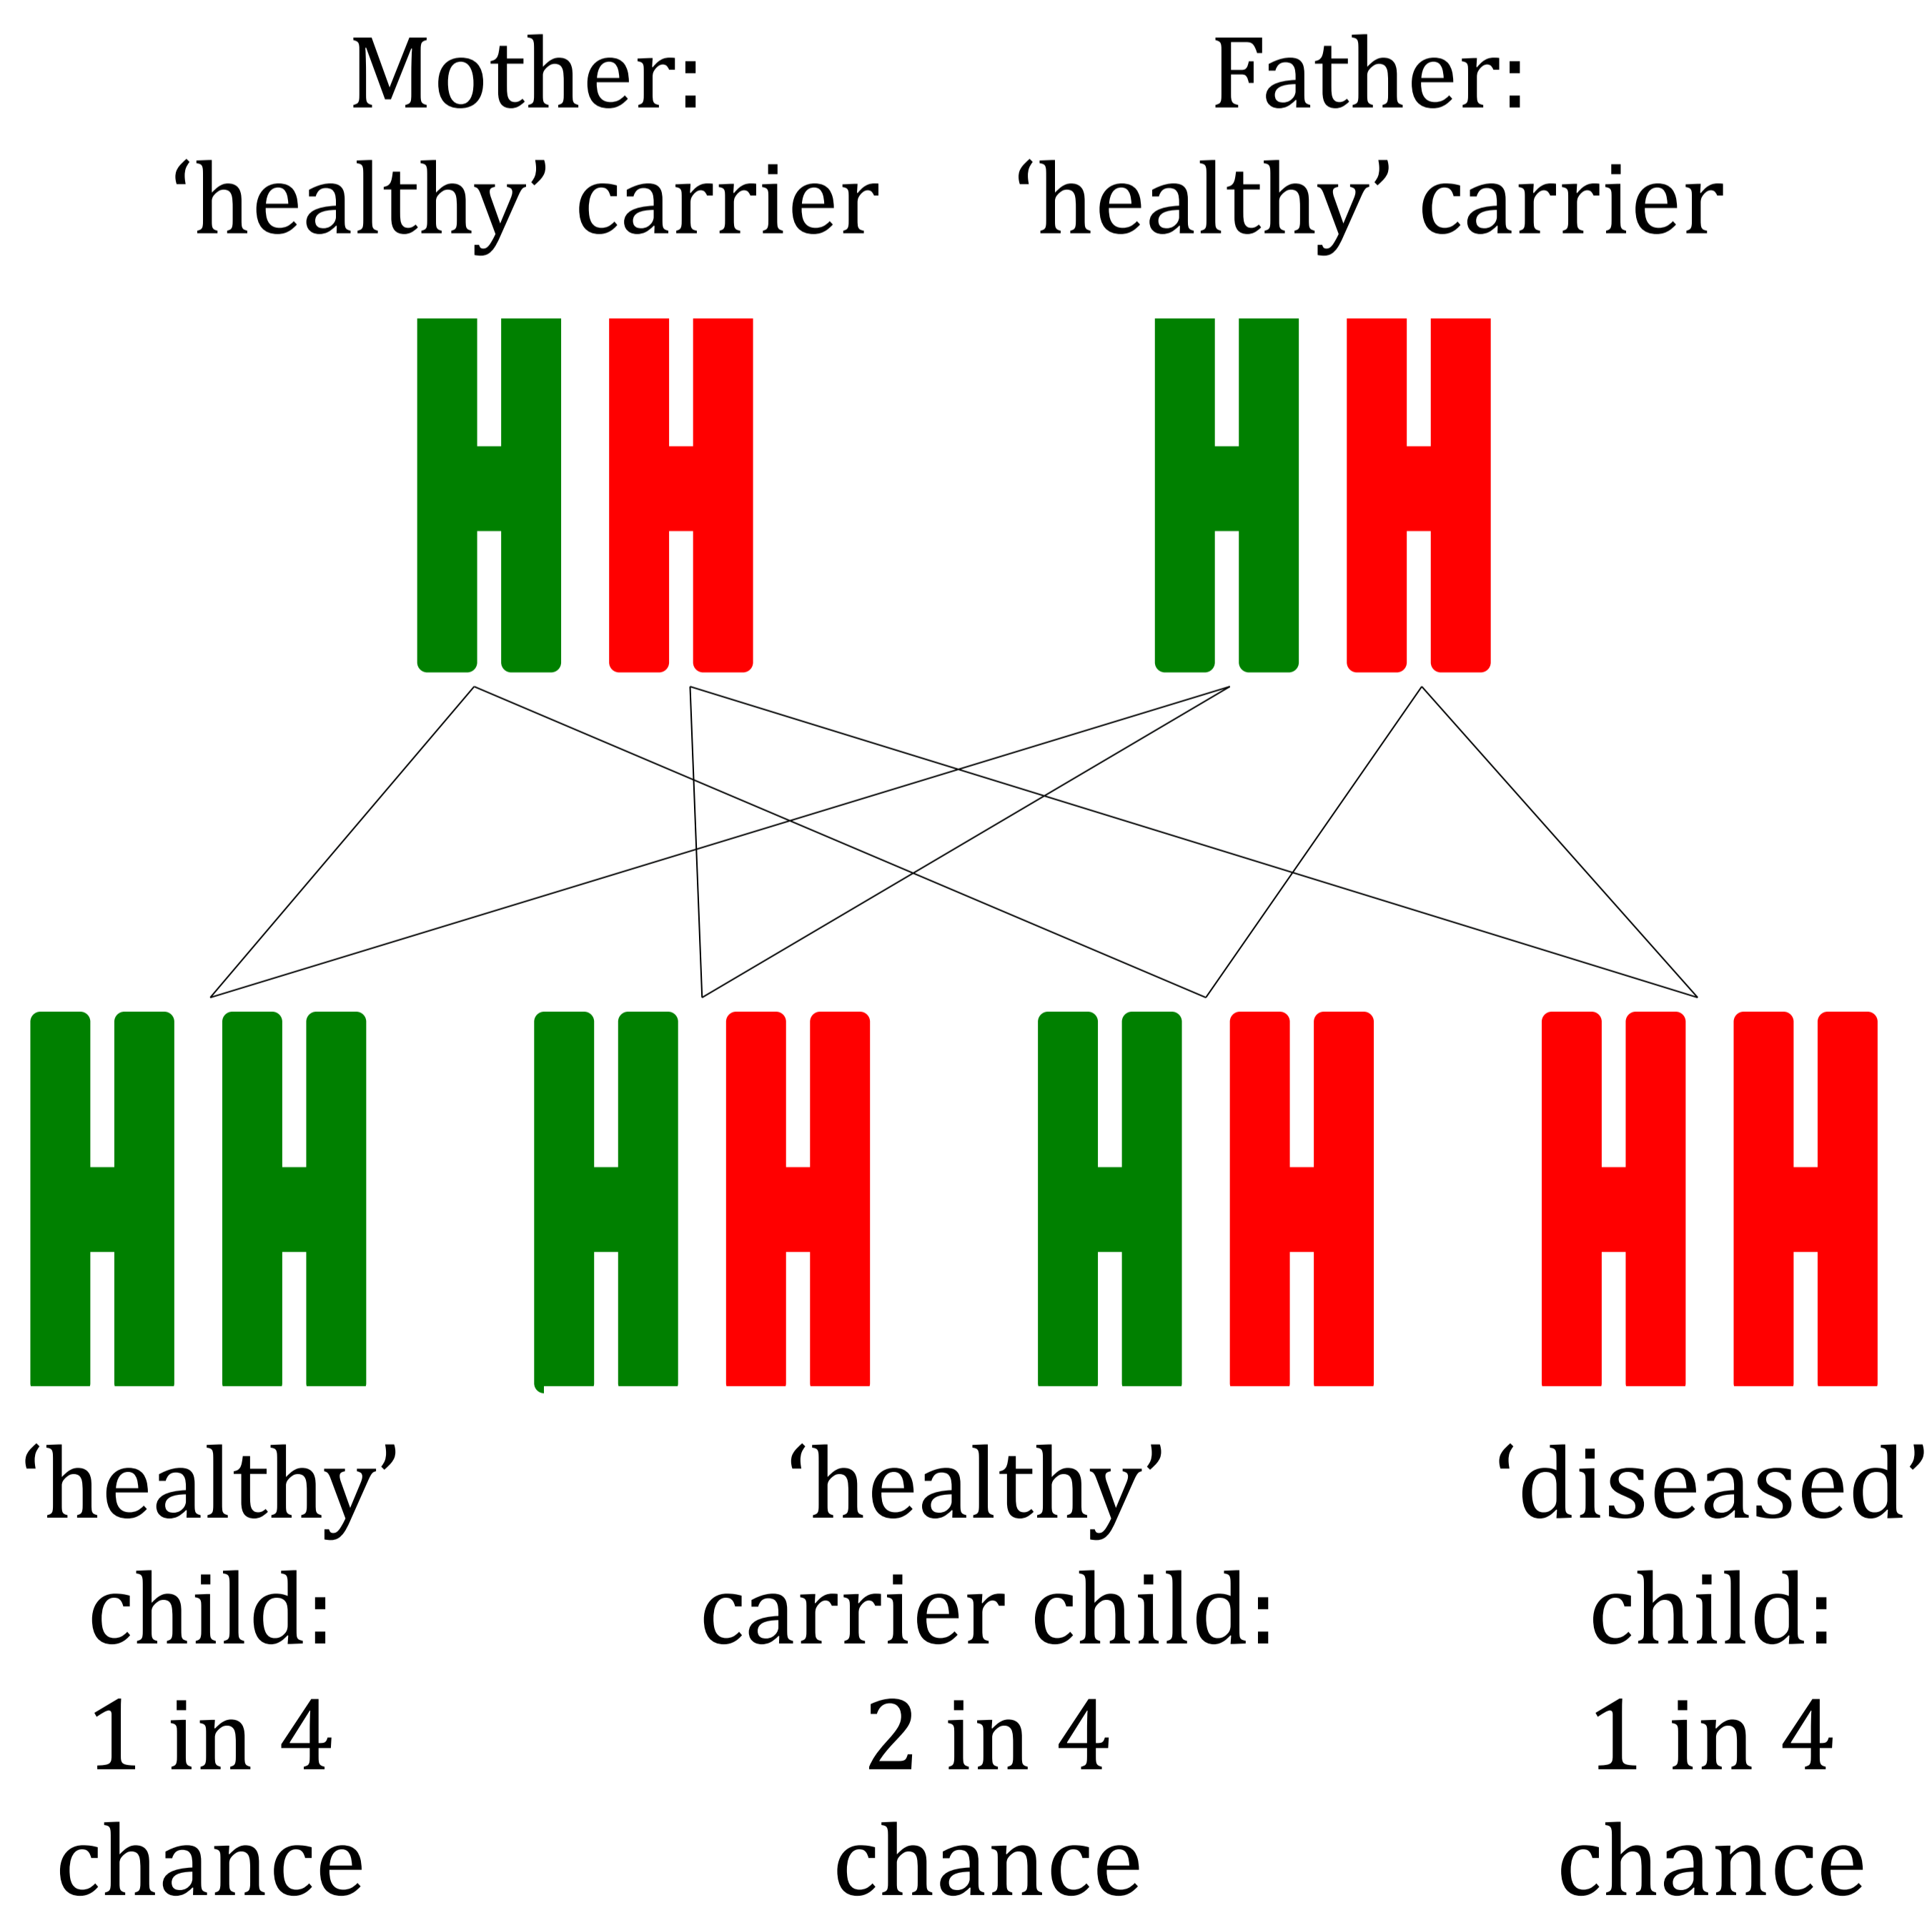 Mother:
‘healthy’ carrier
Father:
‘healthy’ carrier
‘healthy’
child:
1 in 4
chance
‘healthy’
carrier child:
2 in 4
chance
‘diseased’
child:
1 in 4
chance